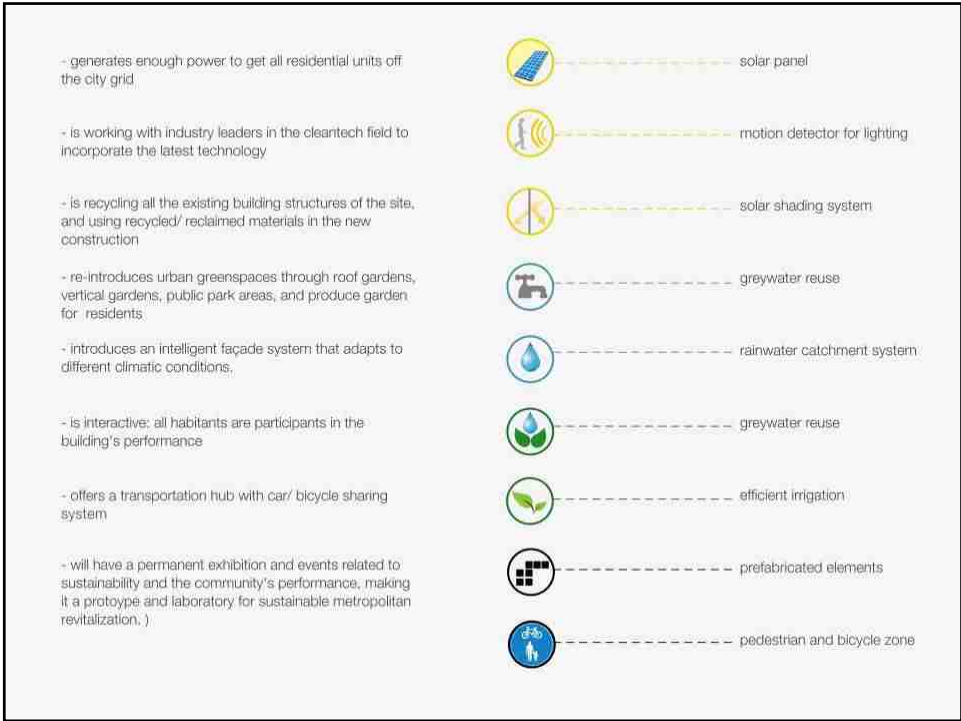 - generates enough power to get all residential units off
the city grid
- is working with industry leaders in the cleantech field to
incorporate the latest technology
- is recycling all the existing building structures of the site,
and using recycled/ reclaimed materials in the new
construction
- re-introduces urban greenspaces through roof gardens,
vertical gardens, public park areas, and produce garden
for residents
- introduces an intelligent façade system that adapts to
different climatic conditions.
- is interactive: all habitants are participants in the
building's performance
- offers a transportation hub with car/ bicycle sharing
system
- will have a permanent exhibition and events related to
sustainability and the community's performance, making
it a protoype and laboratory for sustainable metropolitan
revitalization. )
solar panel
motion detector for lighting
solar shading system
greywater reuse
rainwater catchment system
greywater reuse
efficient irrigation
prefabricated elements
pedestrian and bicycle zone